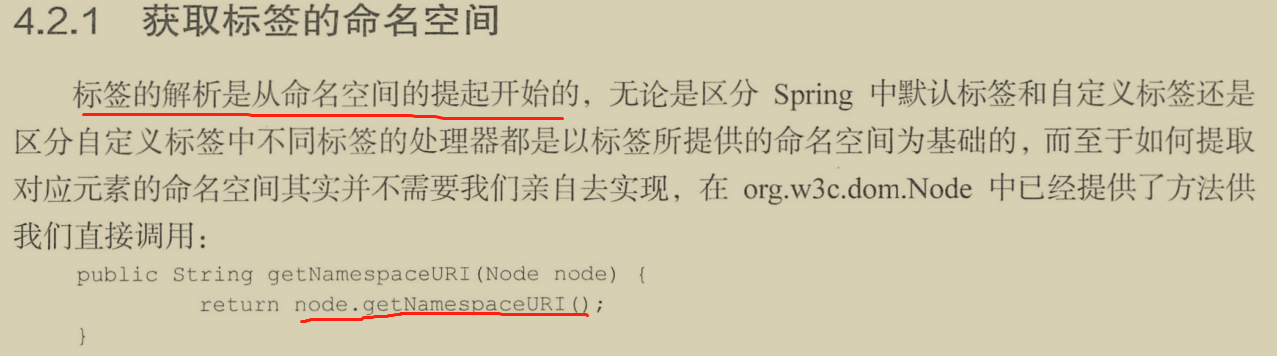 4.2.1 获取标签的命名空间
标签的解析是从命名空间的提起开始的，无论是区分 Spring 中默认标签和自定义标签还是
区分自定义标签中不同标签的处理器都是以标签所提供的命名空间为基础的，而至于如何提取
对应元素的命名空间其实并不需要我们亲自去实现，在 org.w3c.dom.Node 中已经提供了方法供
我们直接调用：
public String getNamespaceURI(Node node) {
return node.getNamespaceURI();
}